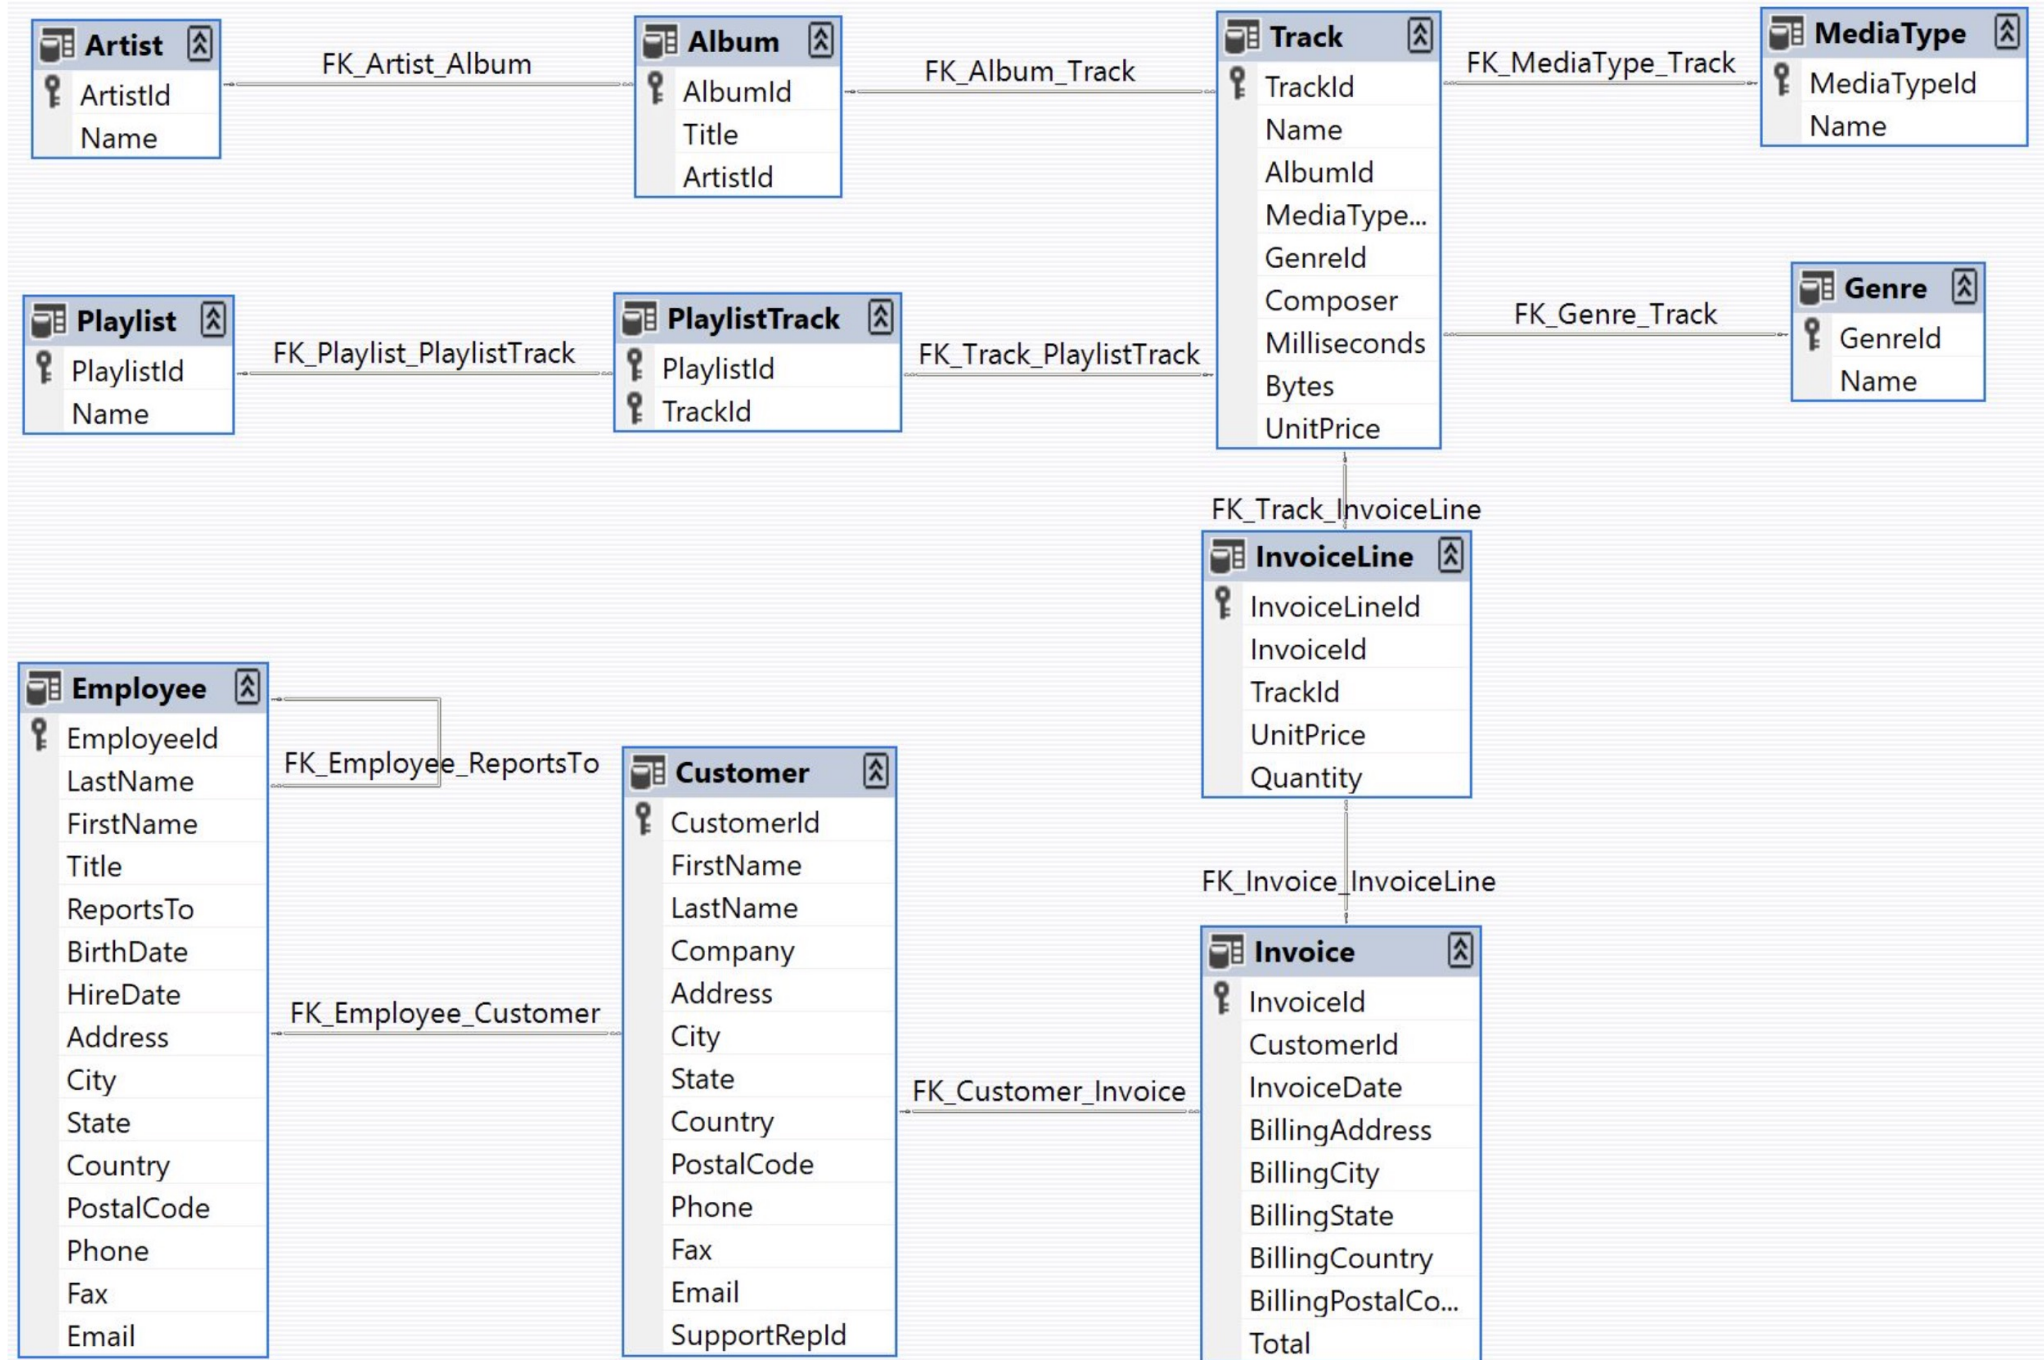 Artist
ArtistId
Name
FK_Artist_Album
Album
AlbumId
Title
ArtistId
FK_Album_Track
Track
TrackId
Name
AlbumId
MediaType...
GenreId
Composer
Milliseconds
Bytes
UnitPrice
FK_MediaType_Track
MediaType
MediaTypeId
Name
Playlist
PlaylistId
Name
FK_Playlist_PlaylistTrack
PlaylistTrack
PlaylistId
TrackId
FK_Track_PlaylistTrack
FK_Genre_Track
Genre
GenreId
Name
FK_Track_InvoiceLine
InvoiceLine
InvoiceLineId
InvoiceId
TrackId
UnitPrice
Quantity
Employee
EmployeeId
LastName
FirstName
Title
ReportsTo
BirthDate
HireDate
Address
City
State
Country
PostalCode
Phone
Fax
Email
FK_Employee_ReportsTo
FK_Employee_Customer
Customer
CustomerId
FirstName
LastName
Company
Address
City
State
Country
PostalCode
Phone
Fax
Email
SupportRepId
FK_Customer_Invoice
FK_Invoice_InvoiceLine
Invoice
InvoiceId
CustomerId
InvoiceDate
BillingAddress
BillingCity
BillingState
BillingCountry
BillingPostalCo...
Total